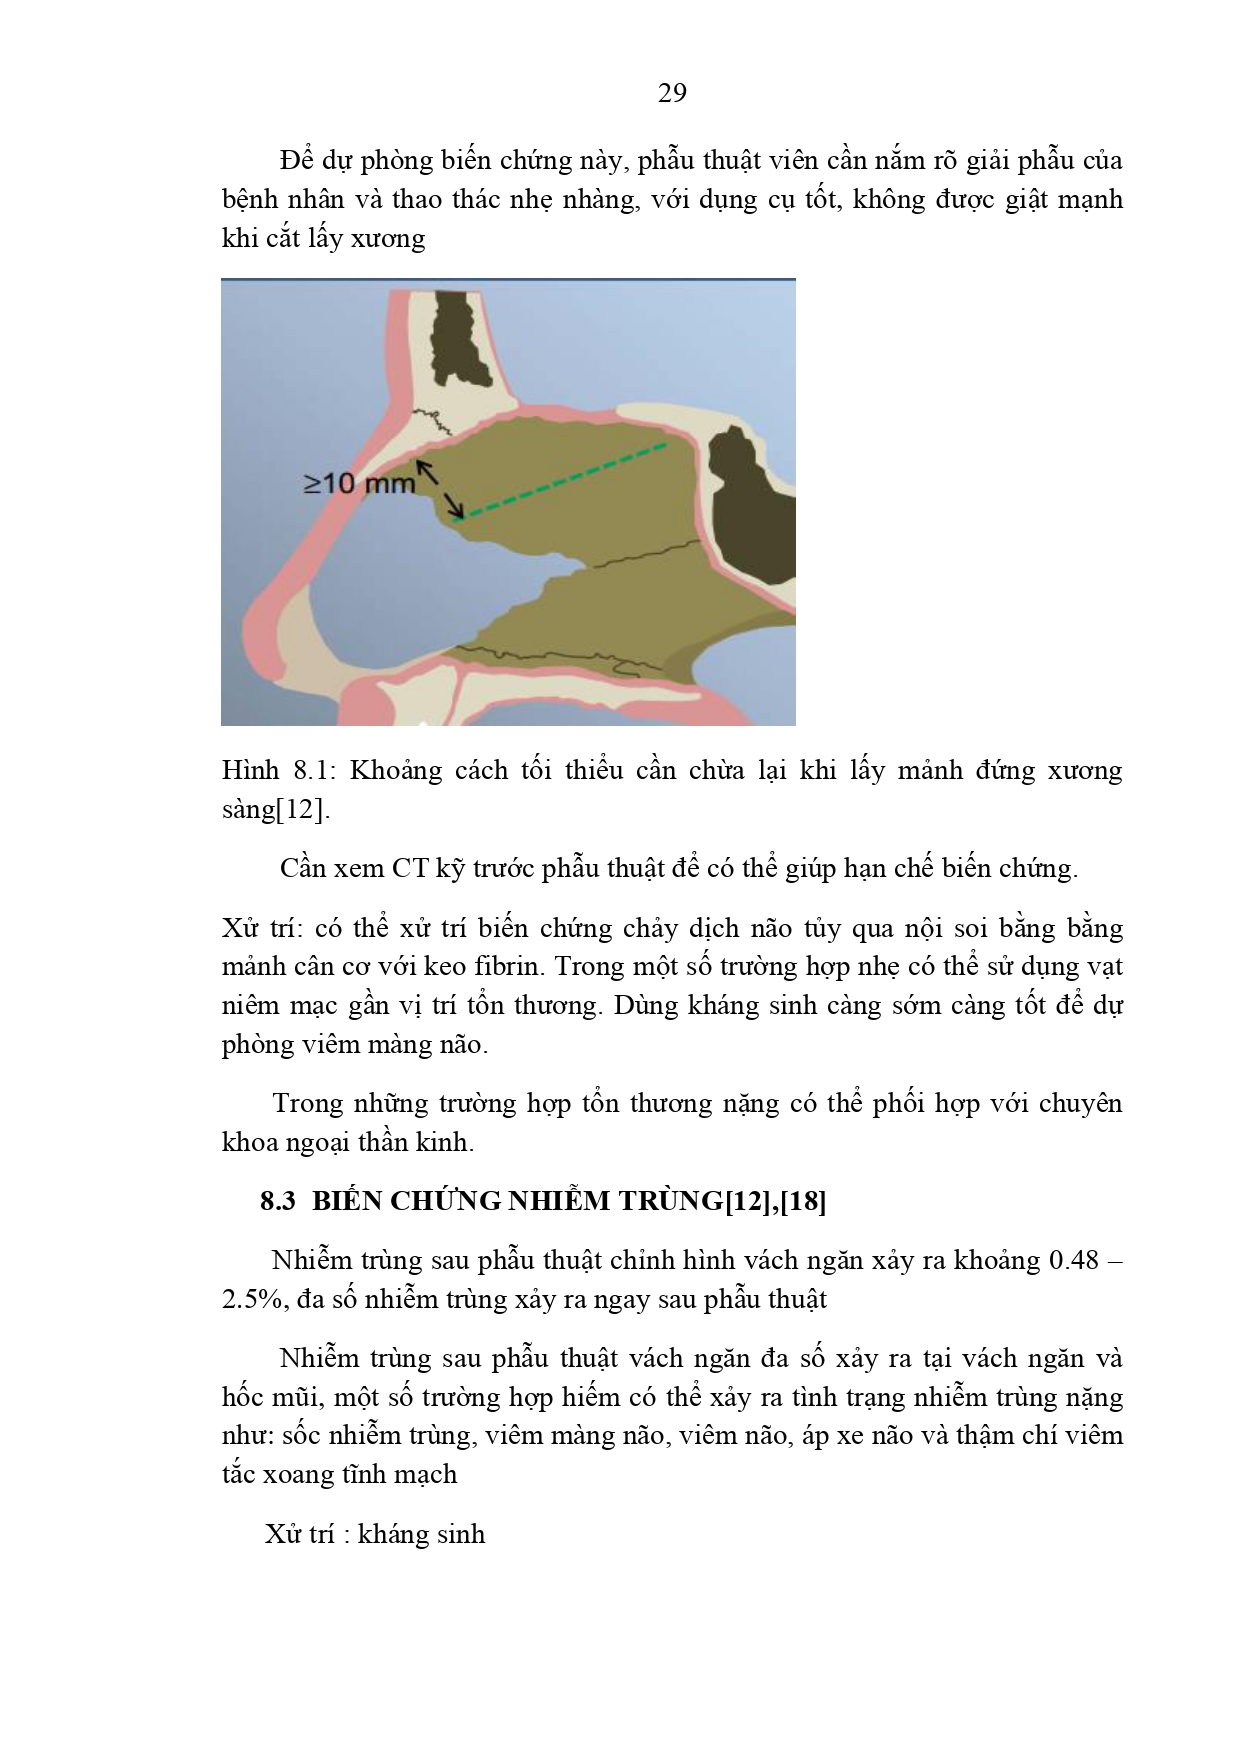 29
Để dự phòng biến chứng này, phẫu thuật viên cần nắm rõ giải phẫu của
bệnh nhân và thao thác nhẹ nhàng, với dụng cụ tốt, không được giật mạnh
khi cắt lấy xương
≥10 mm
Hình 8.1: Khoảng cách tối thiểu cần chừa lại khi lấy mảnh đứng xương
sàng[12].
Cần xem CT kỹ trước phẫu thuật để có thể giúp hạn chế biến chứng.
Xử trí: có thể xử trí biến chứng chảy dịch não tủy qua nội soi bằng bằng
mảnh cân cơ với keo fibrin. Trong một số trường hợp nhẹ có thể sử dụng vạt
niêm mạc gần vị trí tổn thương. Dùng kháng sinh càng sớm càng tốt để dự
phòng viêm màng não.
Trong những trường hợp tổn thương nặng có thể phối hợp với chuyên
khoa ngoại thần kinh.
8.3 BIẾN CHỨNG NHIỄM TRÙNG[12],[18]
Nhiễm trùng sau phẫu thuật chỉnh hình vách ngăn xảy ra khoảng 0.48 –
2.5%, đa số nhiễm trùng xảy ra ngay sau phẫu thuật
Nhiễm trùng sau phẫu thuật vách ngăn đa số xảy ra tại vách ngăn và
hốc mũi, một số trường hợp hiếm có thể xảy ra tình trạng nhiễm trùng nặng
như: sốc nhiễm trùng, viêm màng não, viêm não, áp xe não và thậm chí viêm
tắc xoang tĩnh mạch
Xử trí : kháng sinh